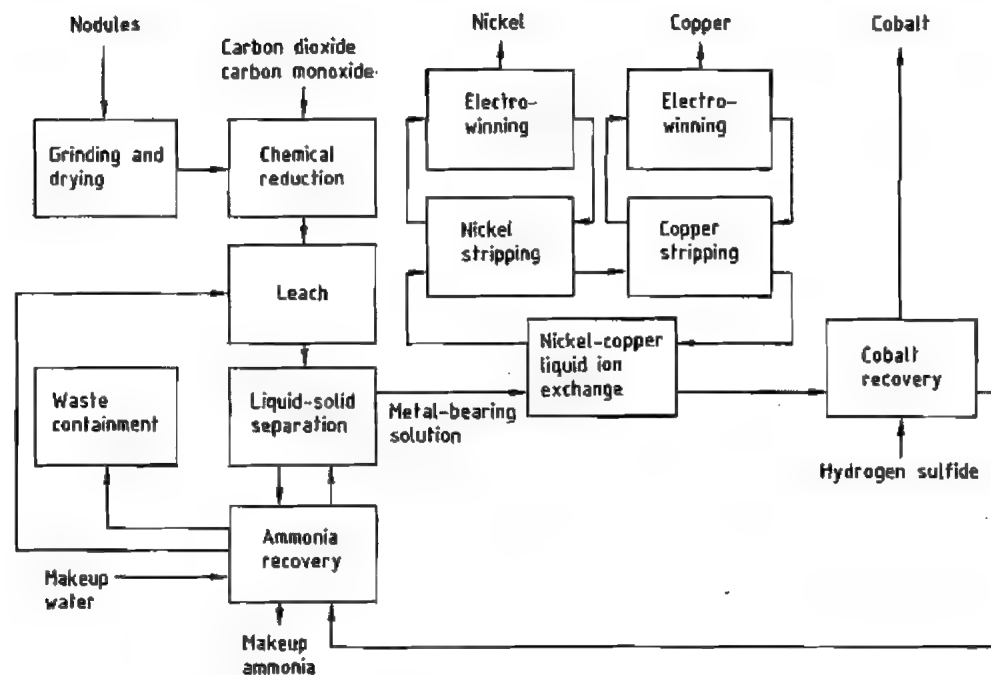 Nodules
Carbon dioxide
carbon monoxide
Nickel
Copper
Cobalt
Grinding and
drying
Chemical
reduction
Electro-
winning
Electro-
winning
Nickel
stripping
Copper
stripping
Leach
Nickel-copper
liquid ion
exchange
Cobalt
recovery
Waste
containment
Liquid-solid
separation
Metal-bearing
solution
Hydrogen sulfide
Ammonia
recovery
Makeup
water
Makeup
ammonia